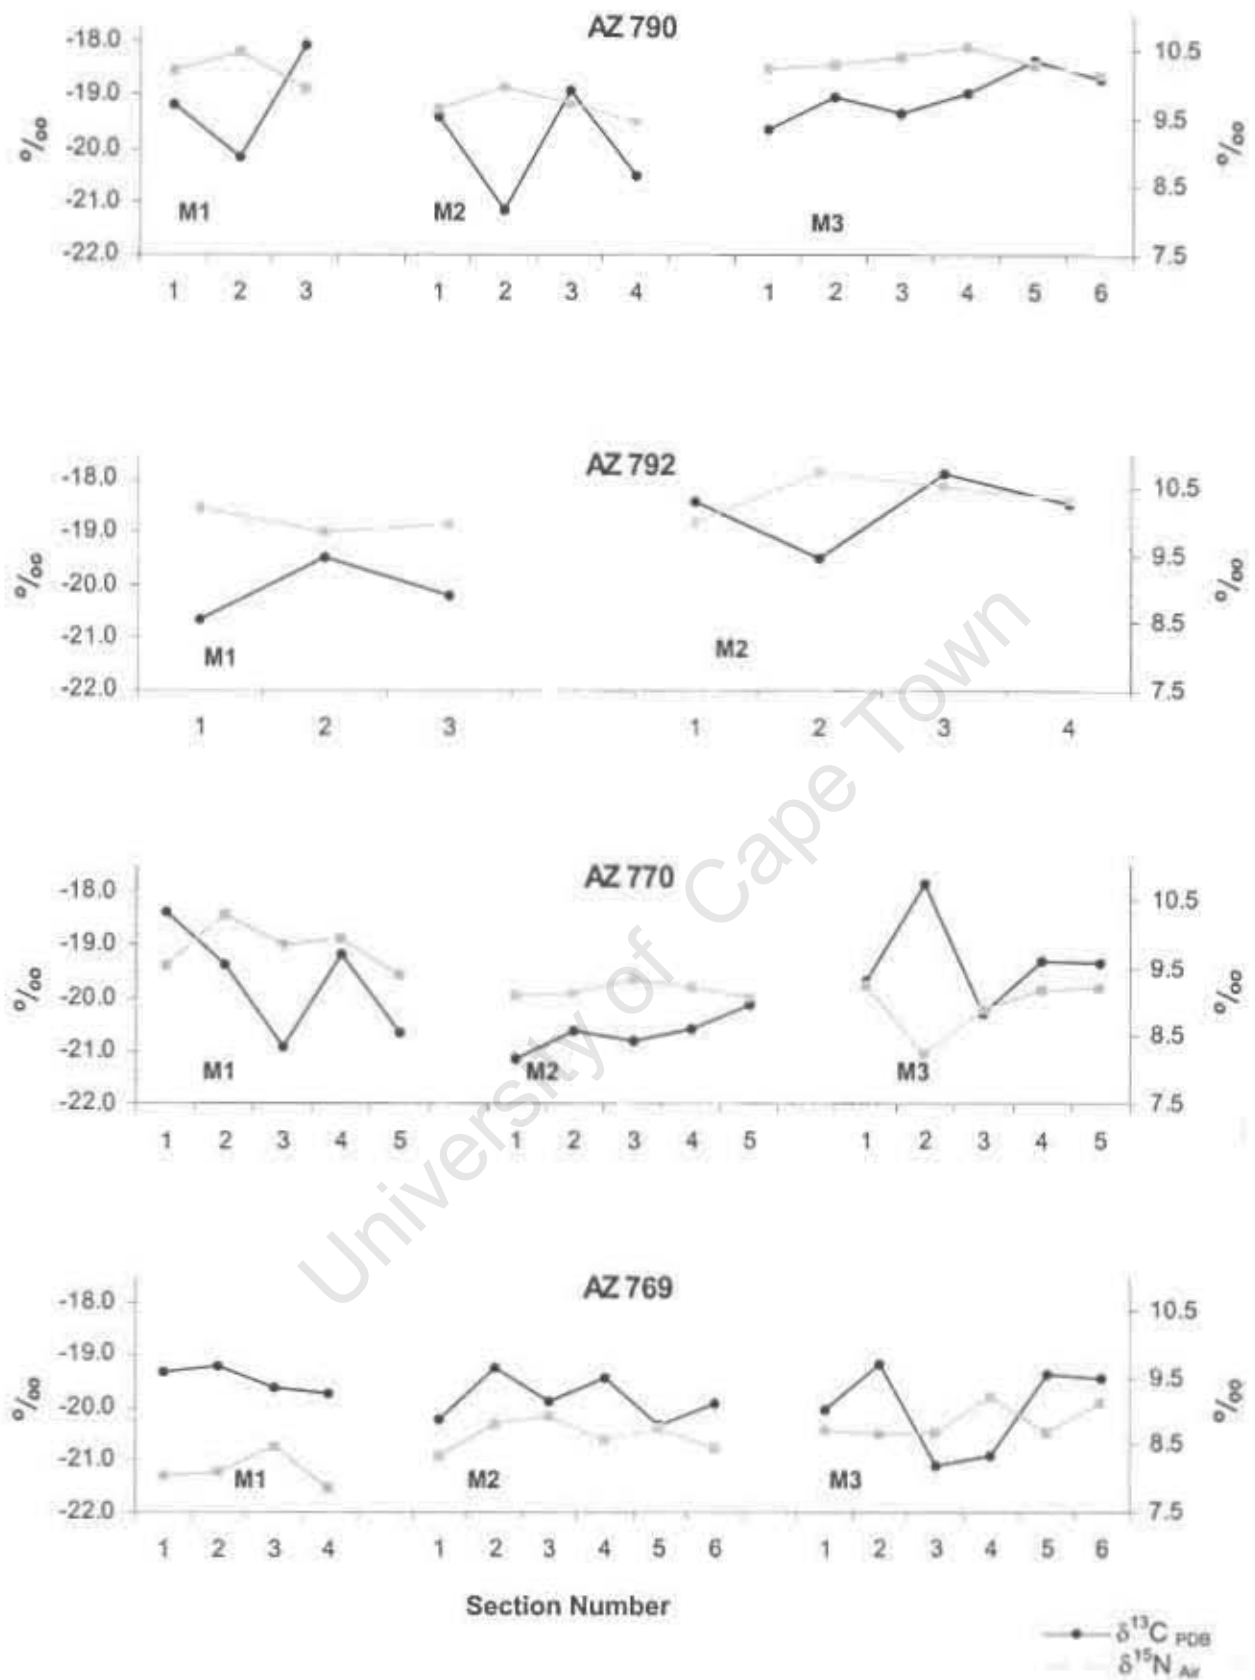 AZ 790
-18.0
-19.0
-20.0
-21.0
-22.0
‰
10.5
9.5
8.5
7.5
‰
M1
M2
M3
1 2 3 1 2 3 4 1 2 3 4 5 6
AZ 792
-18.0
-19.0
-20.0
-21.0
-22.0
‰
10.5
9.5
8.5
7.5
‰
M1
M2
1 2 3 1 2 3 4
AZ 770
-18.0
-19.0
-20.0
-21.0
-22.0
‰
10.5
9.5
8.5
7.5
‰
M1
M2
M3
1 2 3 4 5 1 2 3 4 5 1 2 3 4 5
AZ 769
-18.0
-19.0
-20.0
-21.0
-22.0
‰
10.5
9.5
8.5
7.5
‰
M1
M2
M3
1 2 3 4 1 2 3 4 5 6 1 2 3 4 5 6
Section Number
δ¹³C PDB
δ¹⁵N Air
University of Cape Town